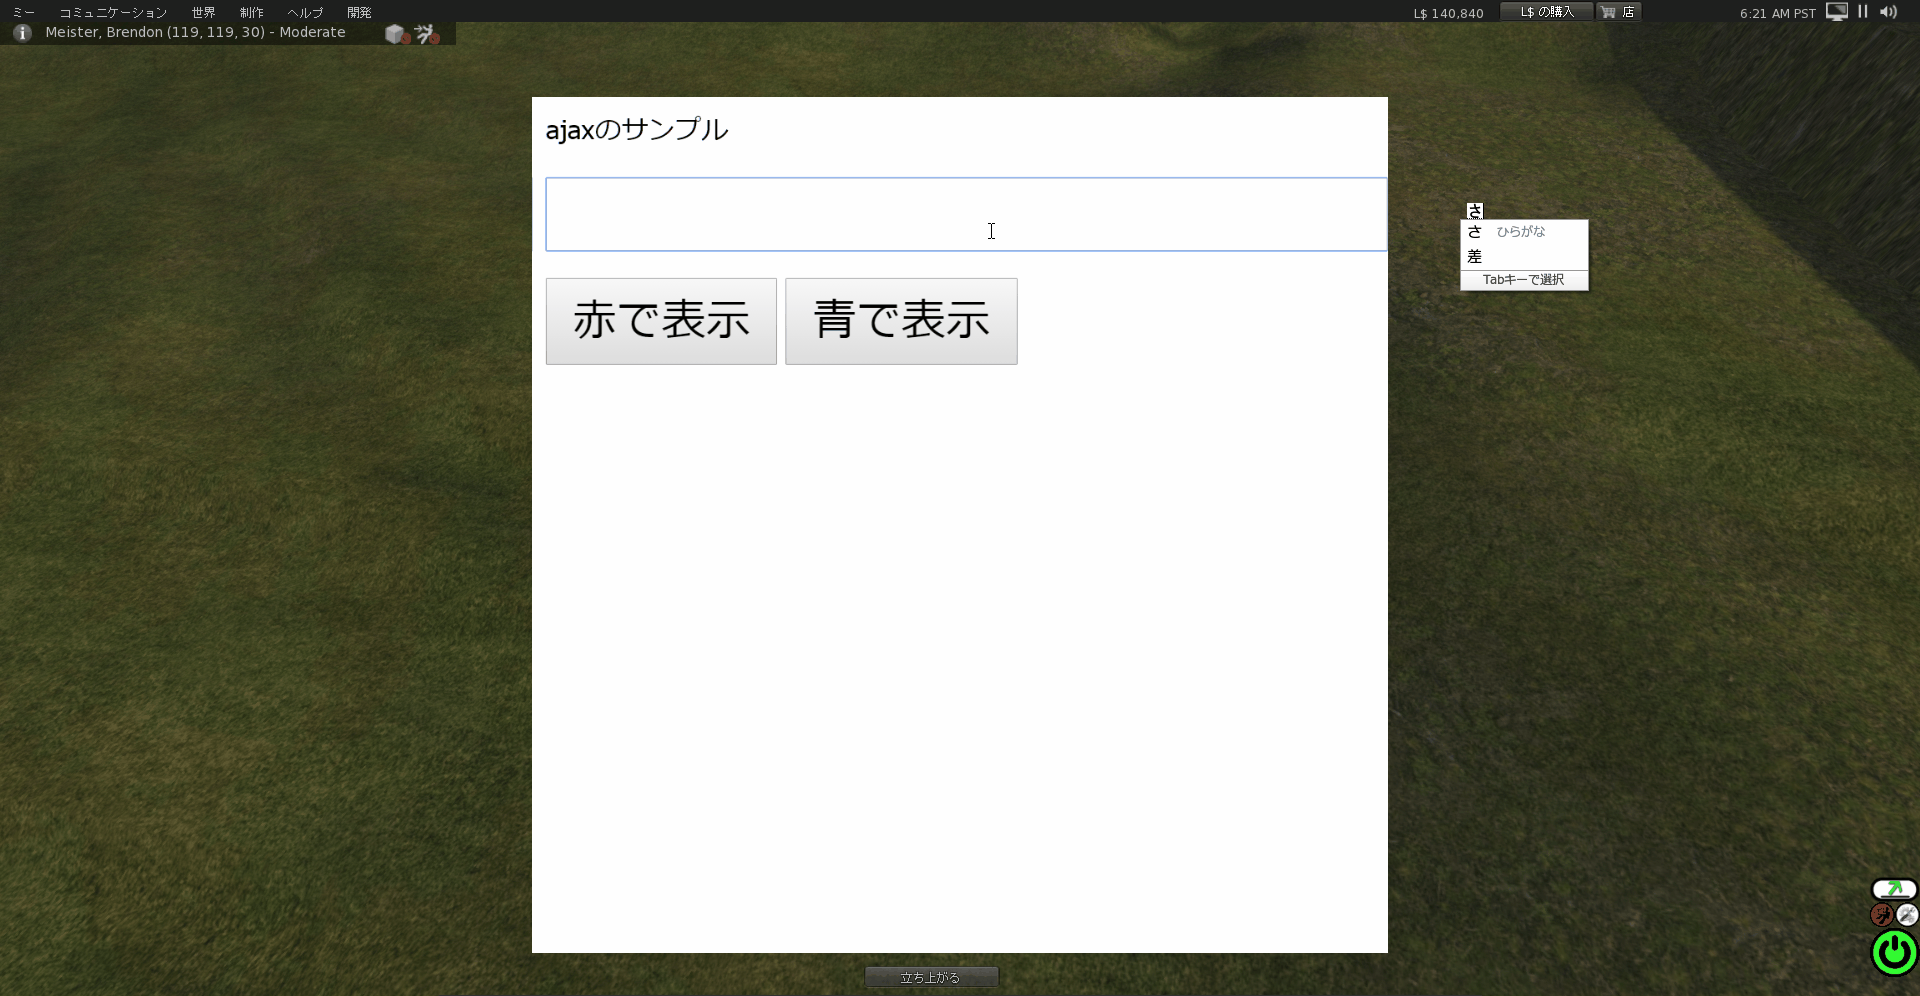 ミー コミュニケーション 世界 制作 ヘルプ 開発 L$ 140,840 L$ の購入 店 6:21 AM PST
Meister, Brendon (119, 119, 30) - Moderate
ajaxのサンプル
さ
さ ひらがな
差
Tabキーで選択
赤で表示 青で表示
立ち上がる